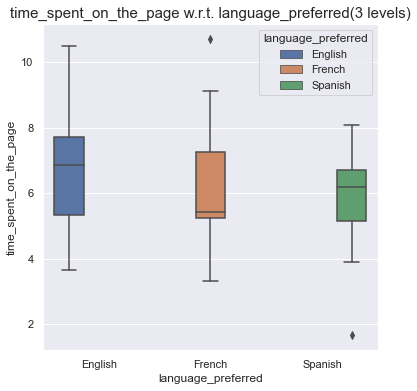 time_spent_on_the_page w.r.t. language_preferred(3 levels)
language_preferred
English
French
Spanish
10
8
6
4
2
time_spent_on_the_page
English French Spanish
language_preferred